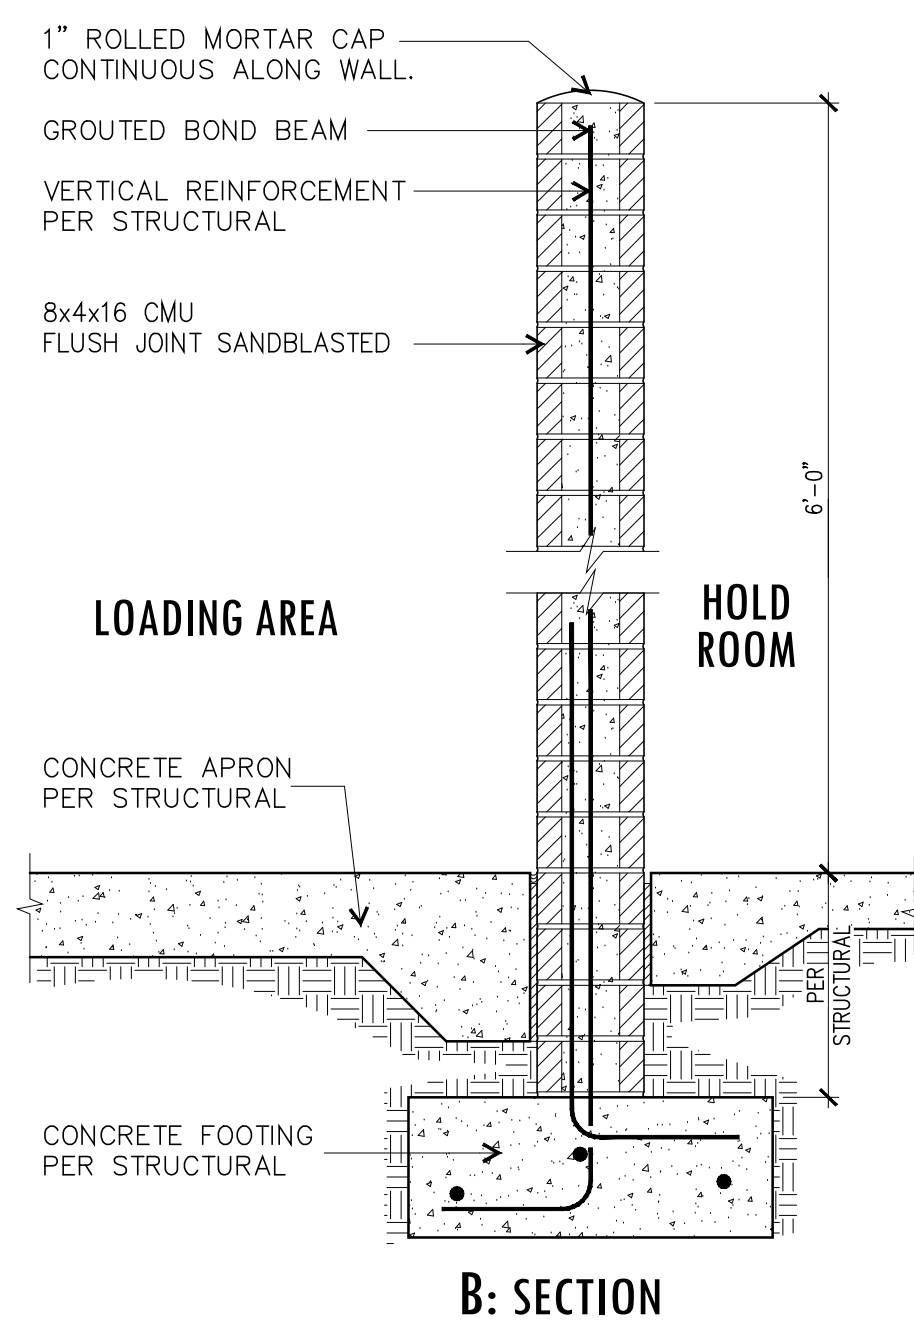 1” ROLLED MORTAR CAP
CONTINUOUS ALONG WALL.
GROUTED BOND BEAM
VERTICAL REINFORCEMENT
PER STRUCTURAL
8x4x16 CMU
FLUSH JOINT SANDBLASTED
6’-0”
LOADING AREA
HOLD
ROOM
CONCRETE APRON
PER STRUCTURAL
PER
STRUCTURAL
CONCRETE FOOTING
PER STRUCTURAL
B: SECTION